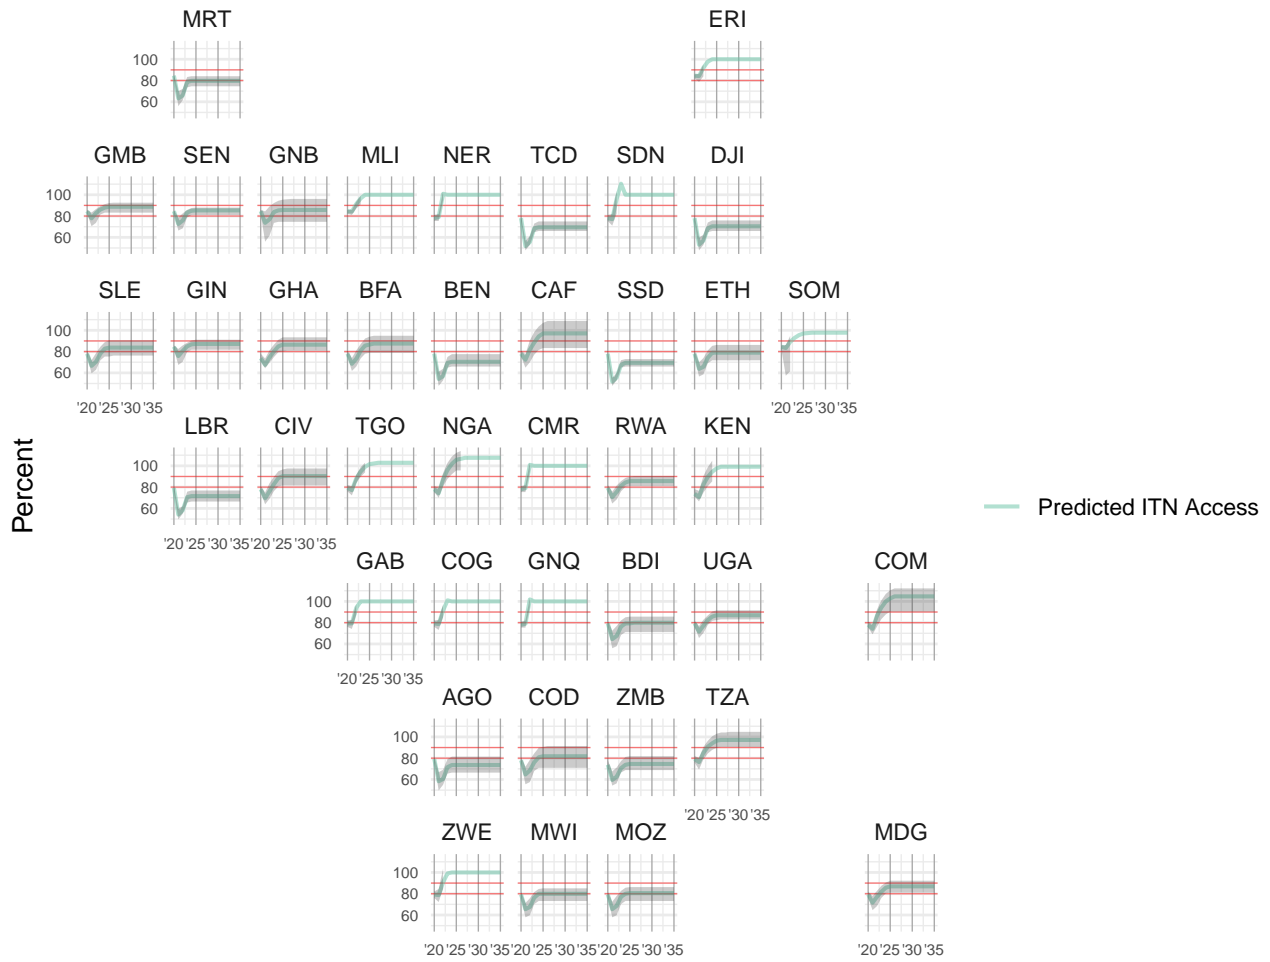 MRT ERI
100
80
60
GMB SEN GNB MLI NER TCD SDN DJI
100
80
60
SLE GIN GHA BFA BEN CAF SSD ETH SOM
100
80
60
'20 '25 '30 '35 '20 '25 '30 '35
LBR CIV TGO NGA CMR RWA KEN
100
80
60
'20 '25 '30 '35 '20 '25 '30 '35
GAB COG GNQ BDI UGA COM
100
80
60
'20 '25 '30 '35
AGO COD ZMB TZA
100
80
60
'20 '25 '30 '35
ZWE MWI MOZ MDG
100
80
60
'20 '25 '30 '35 '20 '25 '30 '35 '20 '25 '30 '35 '20 '25 '30 '35
Percent
Predicted ITN Access